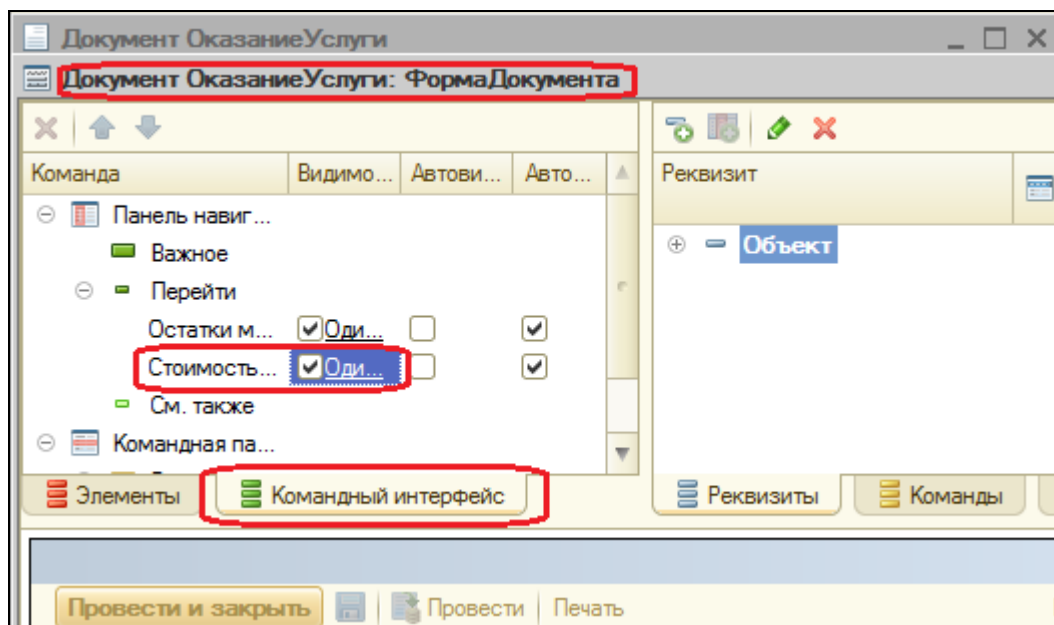 Документ ОказаниеУслуги
Документ ОказаниеУслуги: ФормаДокумента
Команда Видимо... Автови... Авто...
Реквизит
Панель навиг...
Важное
Объект
Перейти
Остатки м... Оди...
Стоимость... Оди...
См. также
Командная па...
Элементы Командный интерфейс Реквизиты Команды
Провести и закрыть Провести Печать